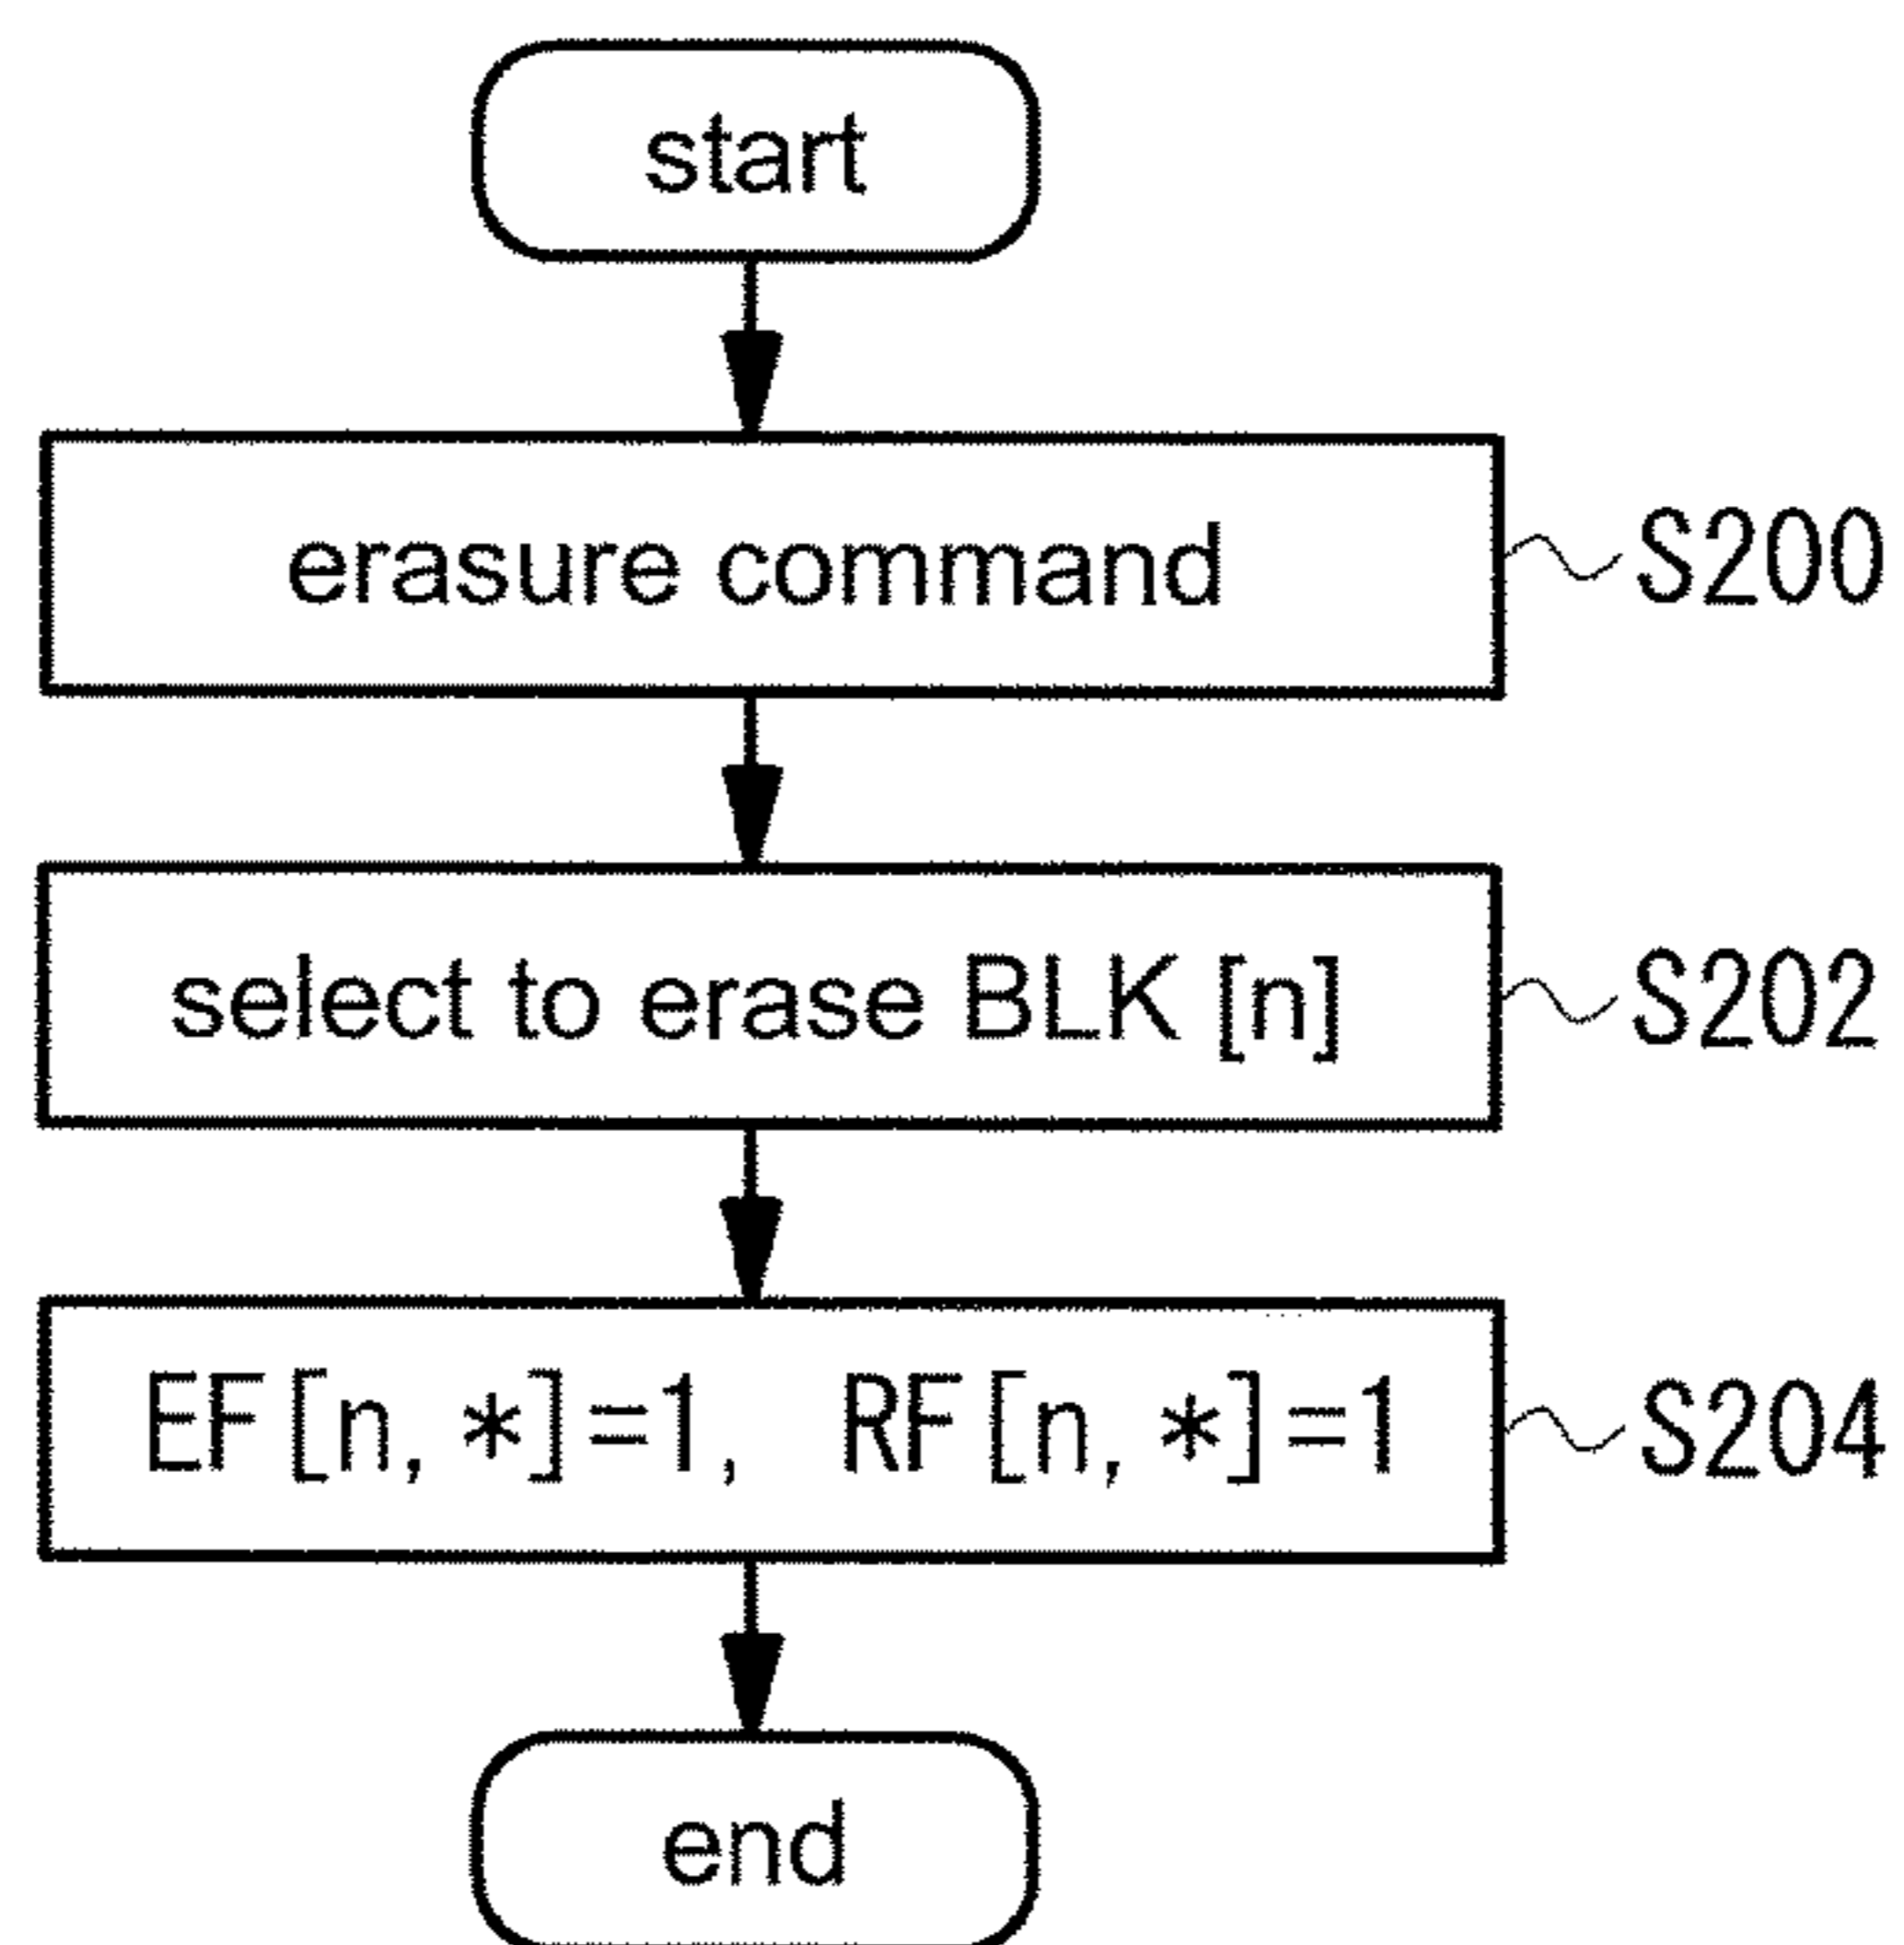 start
erasure command
S200
select to erase BLK [n]
S202
EF[n, *]=1, RF[n, *]=1
S204
end